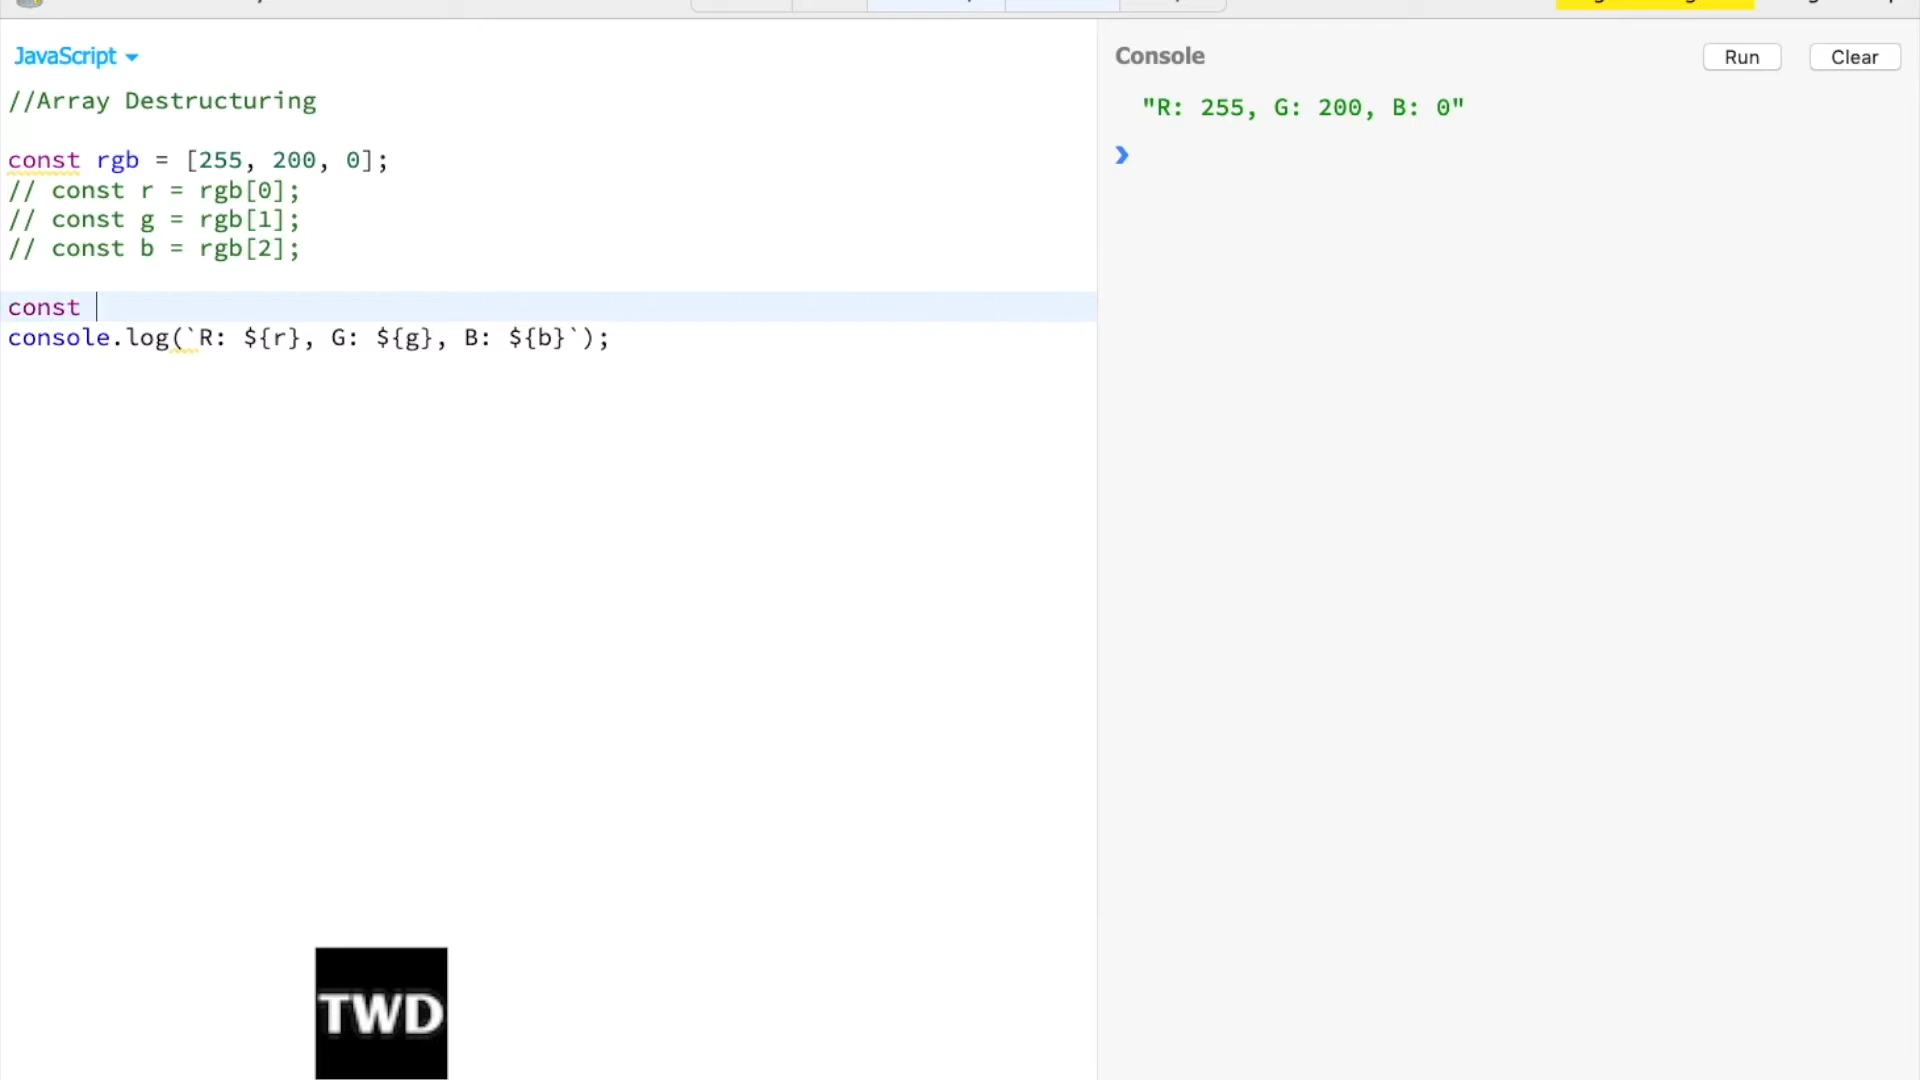 JavaScript
//Array Destructuring
const rgb = [255, 200, 0];
// const r = rgb[0];
// const g = rgb[1];
// const b = rgb[2];
const
console.log(`R: ${r}, G: ${g}, B: ${b}`);
Console
Run
Clear
"R: 255, G: 200, B: 0"
TWD